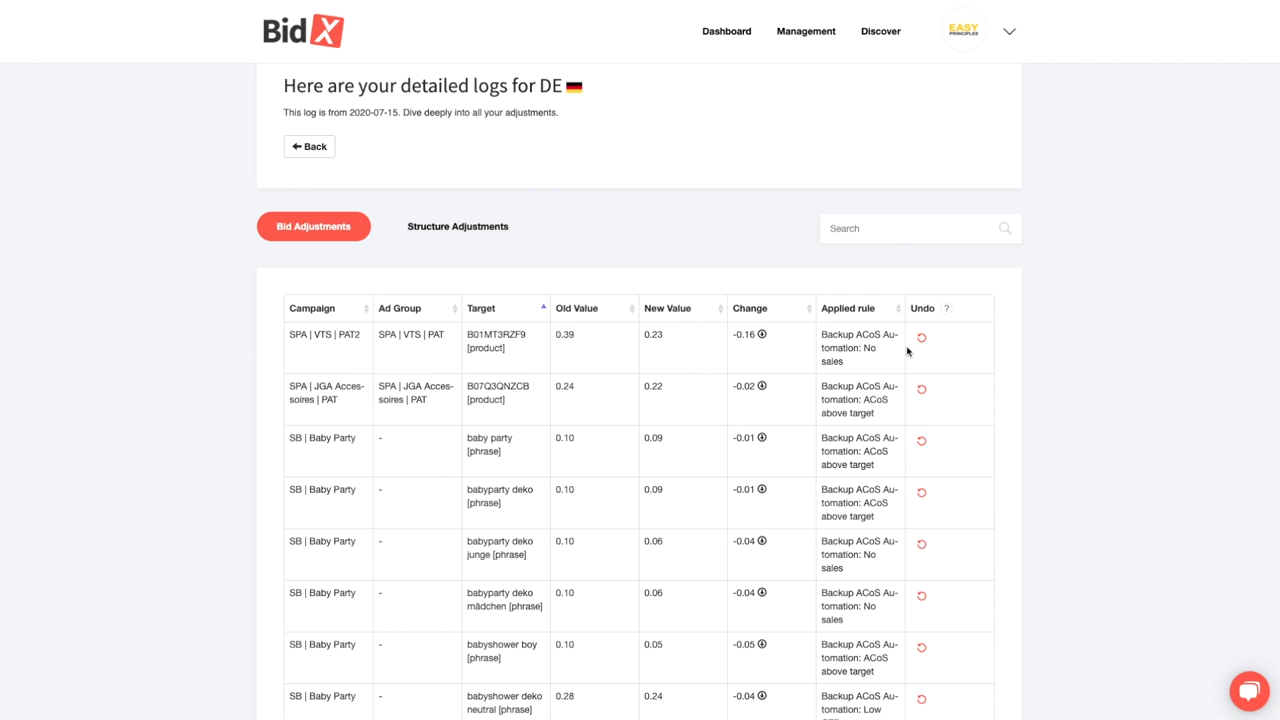 BidX
Dashboard
Management
Discover
EASY
PRINCIPLES
Here are your detailed logs for DE
This log is from 2020-07-15. Dive deeply into all your adjustments.
Back
Bid Adjustments
Structure Adjustments
Search
Campaign
Ad Group
Target
Old Value
New Value
Change
Applied rule
Undo ?
SPA | VTS | PAT2
SPA | VTS | PAT
B01MT3RZF9
[product]
0.39
0.23
-0.16
Backup ACoS Au-
tomation: No
sales
SPA | JGA Acces-
soires | PAT
SPA | JGA Acces-
soires | PAT
B07Q3QNZCB
[product]
0.24
0.22
-0.02
Backup ACoS Au-
tomation: ACoS
above target
SB | Baby Party
-
baby party
[phrase]
0.10
0.09
-0.01
Backup ACoS Au-
tomation: ACoS
above target
SB | Baby Party
-
babyparty deko
[phrase]
0.10
0.09
-0.01
Backup ACoS Au-
tomation: ACoS
above target
SB | Baby Party
-
babyparty deko
junge [phrase]
0.10
0.06
-0.04
Backup ACoS Au-
tomation: No
sales
SB | Baby Party
-
babyparty deko
mädchen [phrase]
0.10
0.06
-0.04
Backup ACoS Au-
tomation: No
sales
SB | Baby Party
-
babyshower boy
[phrase]
0.10
0.05
-0.05
Backup ACoS Au-
tomation: ACoS
above target
SB | Baby Party
-
babyshower deko
neutral [phrase]
0.28
0.24
-0.04
Backup ACoS Au-
tomation: Low